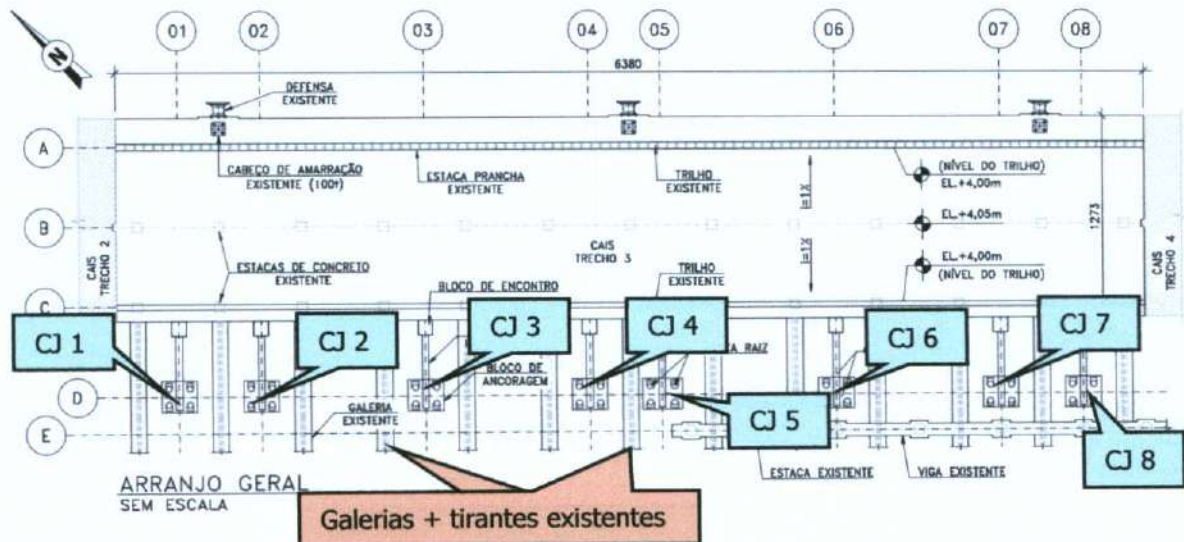 01 02 03 04 05 06 07 08
N
6380
DEFENSA
EXISTENTE
A
CABEÇO DE AMARRAÇÃO
EXISTENTE (100t)
ESTACA PRANCHA
EXISTENTE
TRILHO
EXISTENTE
(NÍVEL DO TRILHO)
EL.+4,00m
i=1%
1273
B
EL.+4,05m
CAIS
TRECHO 2
ESTACAS DE CONCRETO
EXISTENTE
CAIS
TRECHO 3
i=1%
EL.+4,00m
(NÍVEL DO TRILHO)
CAIS
TRECHO 4
TRILHO
EXISTENTE
BLOCO DE ENCONTRO
C
CJ 1
CJ 2
CJ 3
CJ 4
CJ 6
CJ 7
RAIZ
BLOCO DE
ANCORAGEM
D
CJ 5
GALERIA
EXISTENTE
E
CJ 8
ESTACA EXISTENTE
VIGA EXISTENTE
ARRANJO GERAL
SEM ESCALA
Galerias + tirantes existentes